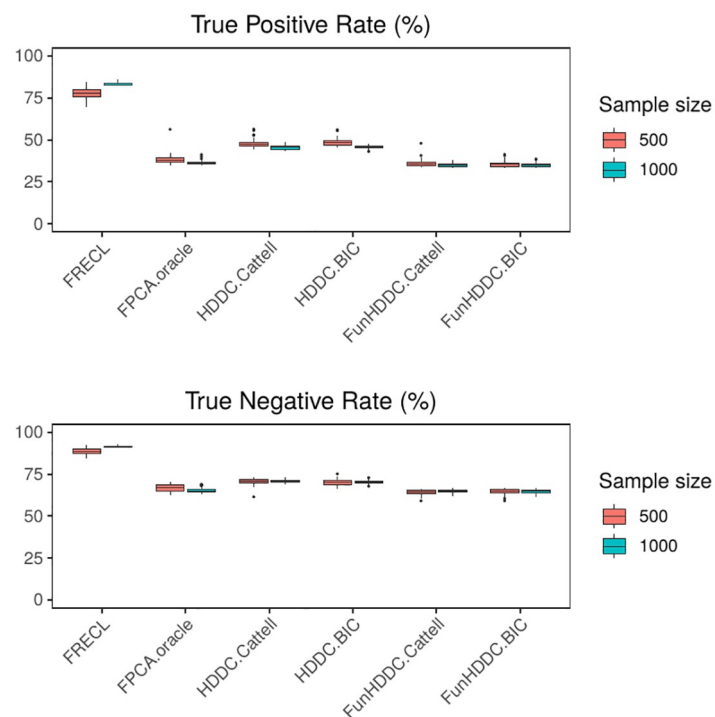 True Positive Rate (%)
100
75
50
25
0
FRECL
FPCA.oracle
HDDC.Cattell
HDDC.BIC
FunHDDC.Cattell
FunHDDC.BIC
Sample size
500
1000
True Negative Rate (%)
100
75
50
25
0
FRECL
FPCA.oracle
HDDC.Cattell
HDDC.BIC
FunHDDC.Cattell
FunHDDC.BIC
Sample size
500
1000